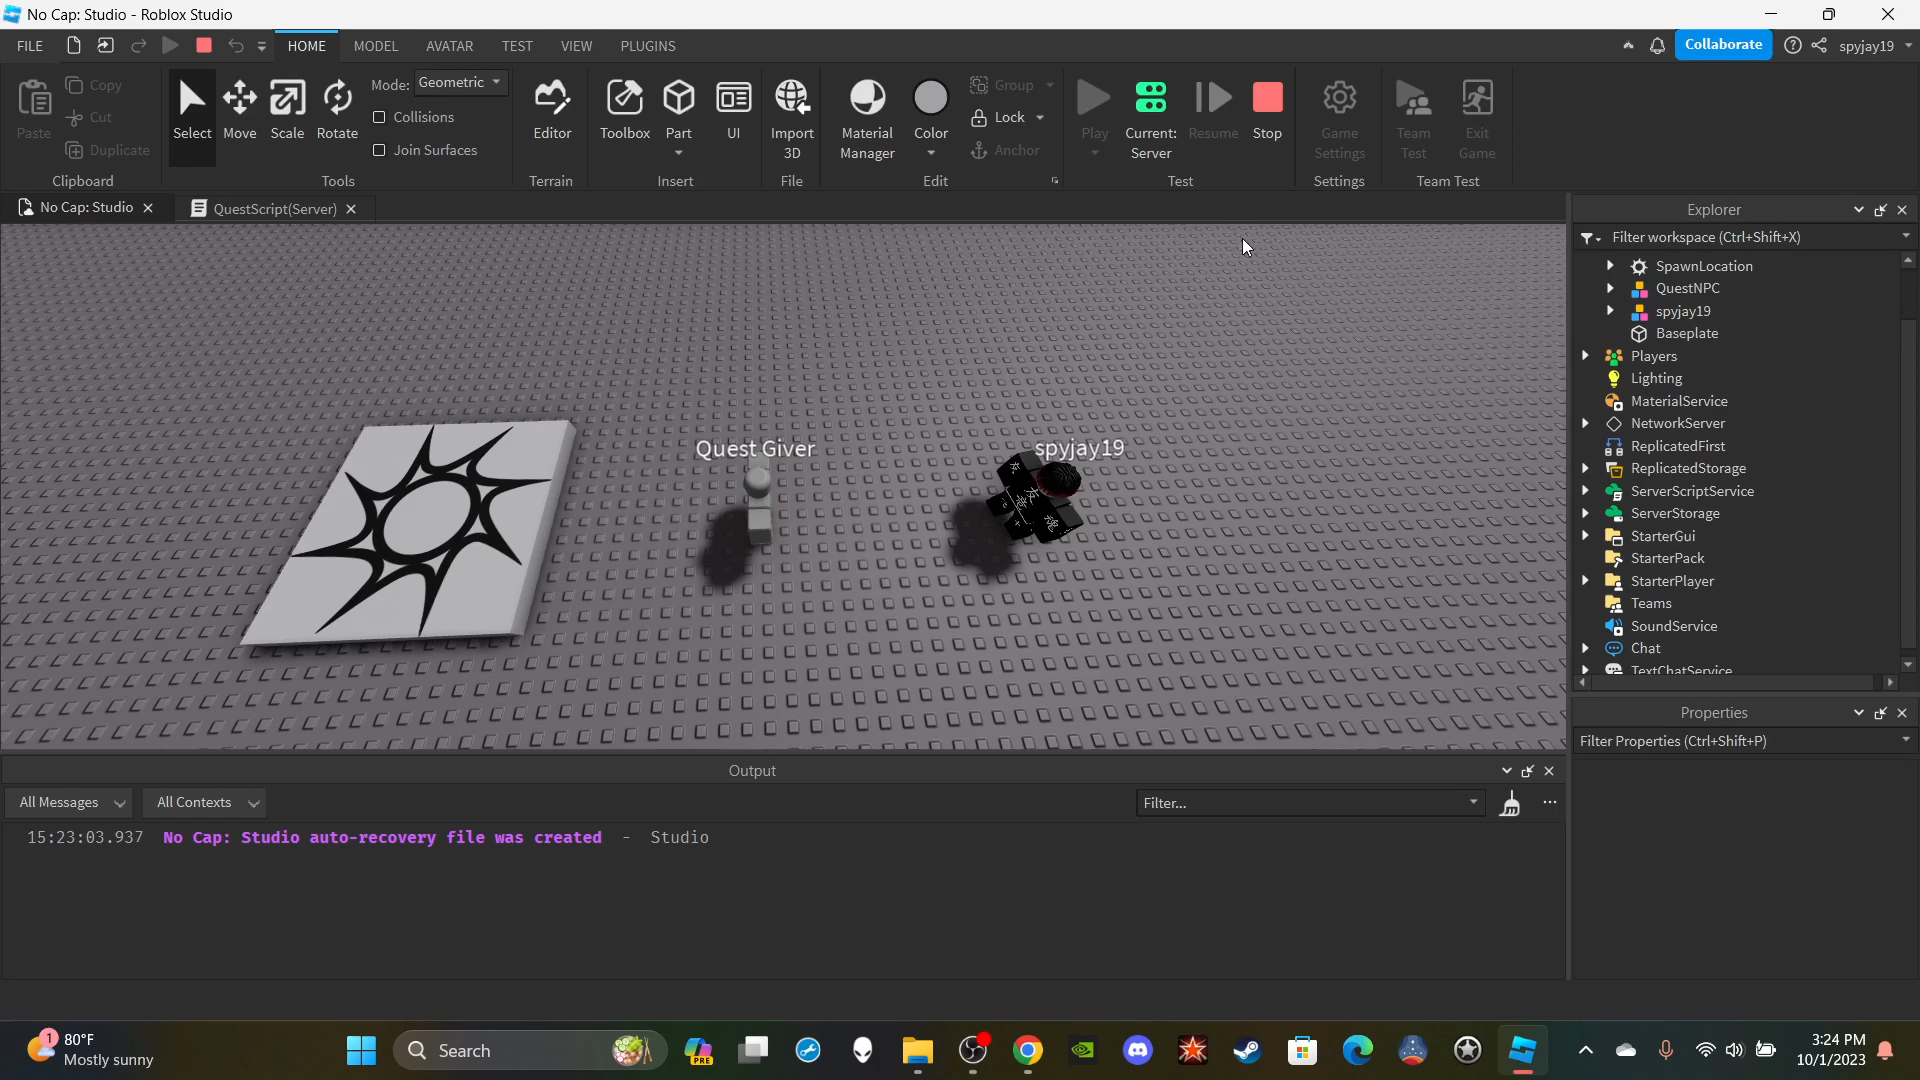 No Cap: Studio - Roblox Studio
FILE
HOME
MODEL
AVATAR
TEST
VIEW
PLUGINS
Collaborate
spyjay19
Paste
Copy
Cut
Duplicate
Clipboard
Select
Move
Scale
Rotate
Mode: Geometric
Collisions
Join Surfaces
Tools
Editor
Terrain
Toolbox
Part
UI
Insert
Import
3D
File
Material
Manager
Color
Group
Lock
Anchor
Edit
Play
Current:
Server
Resume
Stop
Test
Game
Settings
Settings
Team
Test
Exit
Game
Team Test
No Cap: Studio
QuestScript(Server)
Quest Giver
spyjay19
Explorer
Filter workspace (Ctrl+Shift+X)
SpawnLocation
QuestNPC
spyjay19
Baseplate
Players
Lighting
MaterialService
NetworkServer
ReplicatedFirst
ReplicatedStorage
ServerScriptService
ServerStorage
StarterGui
StarterPack
StarterPlayer
Teams
SoundService
Chat
TextChatService
Properties
Filter Properties (Ctrl+Shift+P)
Output
All Messages
All Contexts
Filter...
15:23:03.937 No Cap: Studio auto-recovery file was created - Studio
1
80°F
Mostly sunny
Search
PRE
3:24 PM
10/1/2023